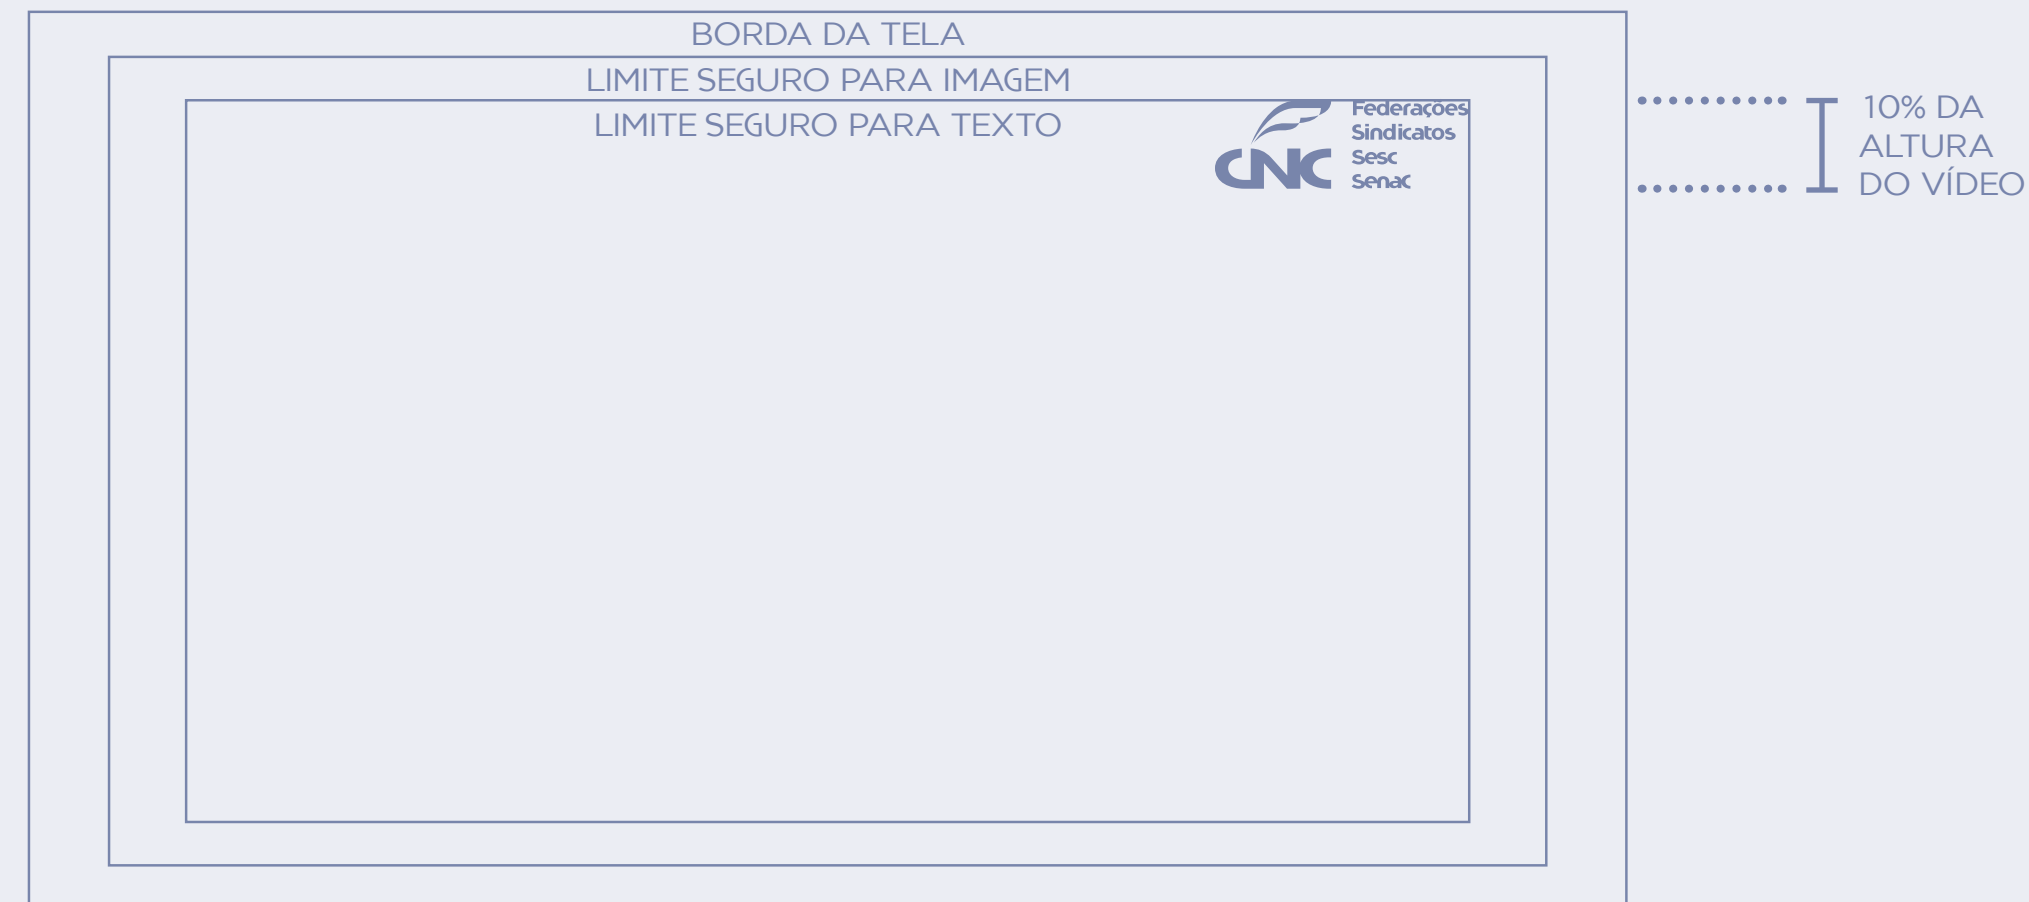 BORDA DA TELA
LIMITE SEGURO PARA IMAGEM
LIMITE SEGURO PARA TEXTO
CNC
Federações
Sindicatos
Sesc
Senac
10% DA
ALTURA
DO VÍDEO